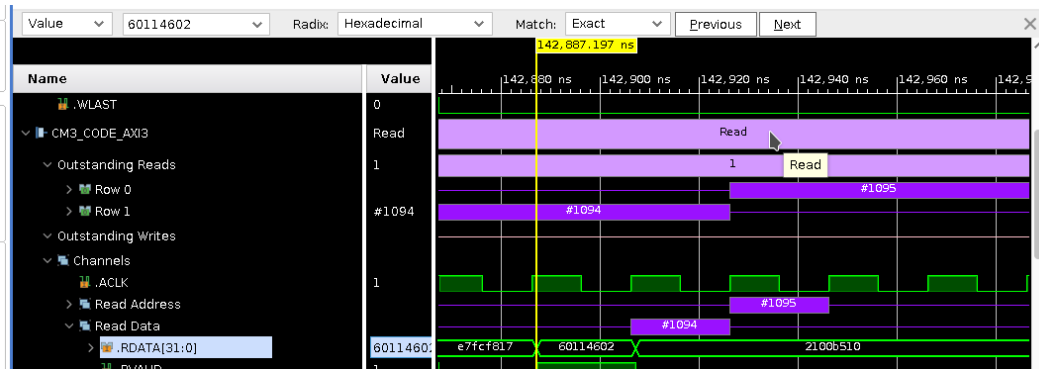 Value 60114602 Radix: Hexadecimal Match: Exact Previous Next
142,887.197 ns
Name Value 142,880 ns 142,900 ns 142,920 ns 142,940 ns 142,960 ns 142,9
.WLAST 0
CM3_CODE_AXI3 Read Read
Outstanding Reads 1 1 Read
Row 0 #1095
Row 1 #1094 #1094
Outstanding Writes
Channels
.ACLK 1
Read Address #1095
Read Data #1094
.RDATA[31:0] 60114602 e7fcf817 60114602 2100b510